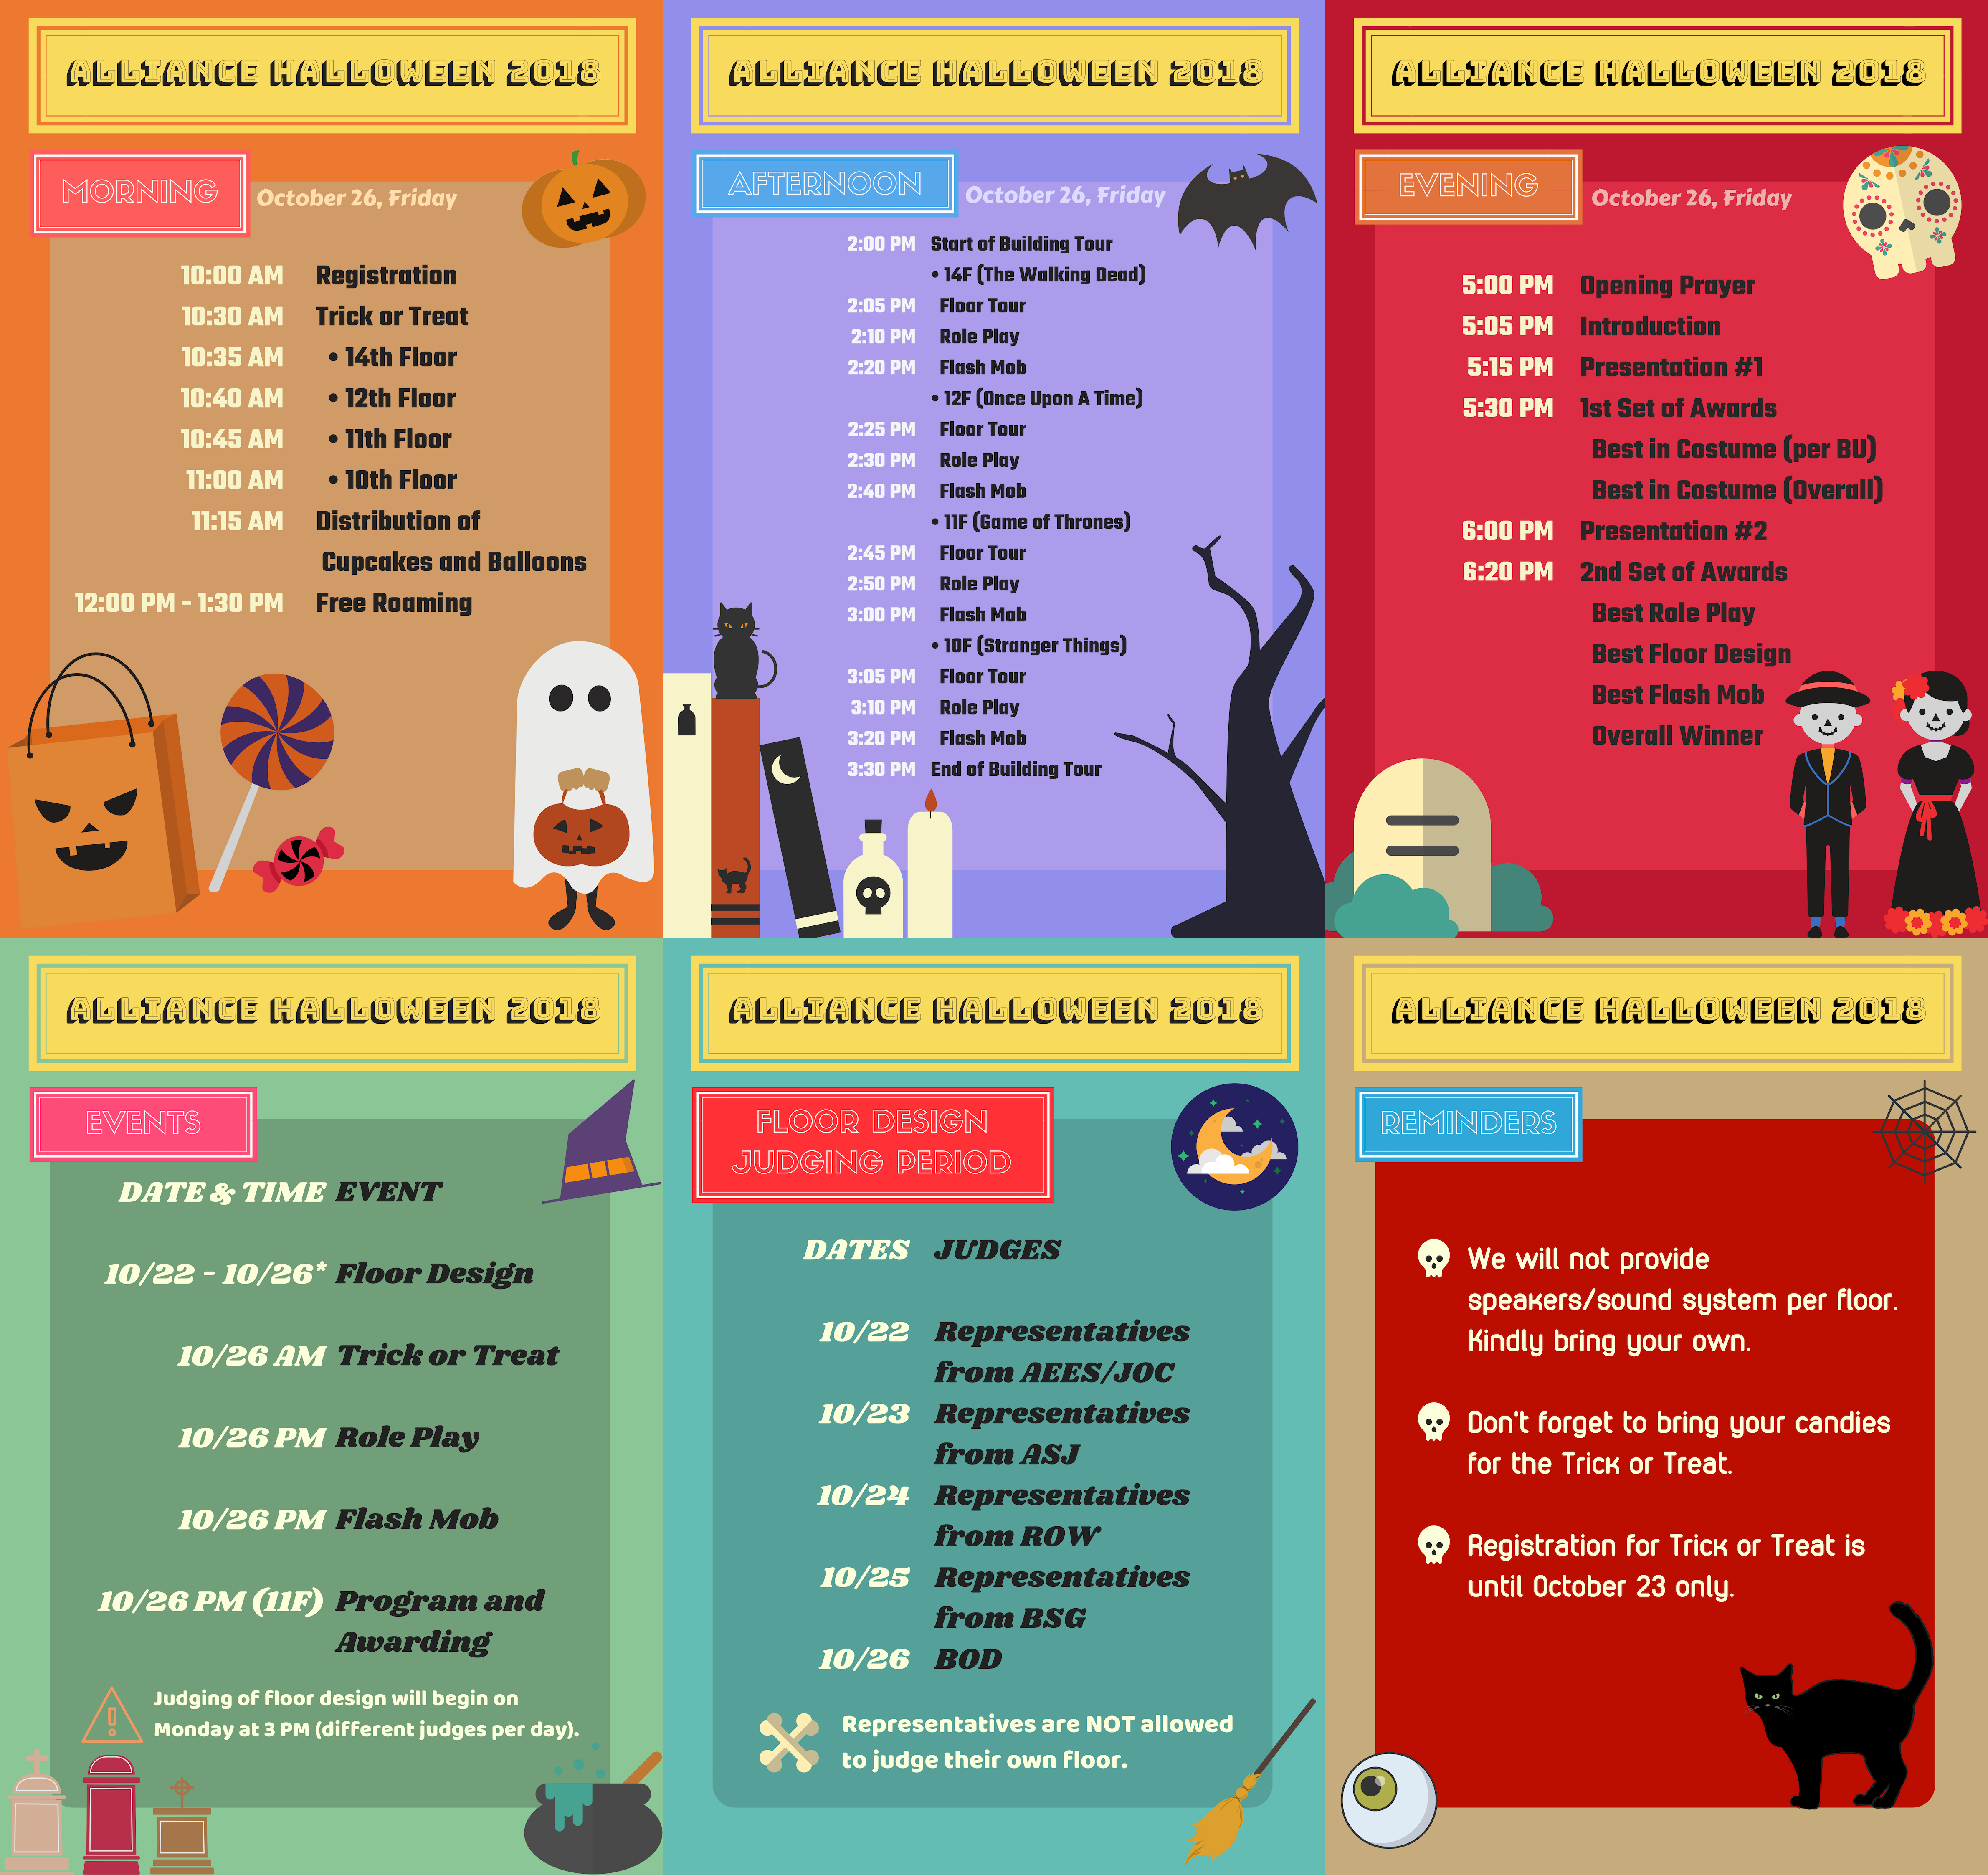 ALLIANCE HALLOWEEN 2018
MORNING
October 26, Friday
10:00 AM Registration
10:30 AM Trick or Treat
10:35 AM • 14th Floor
10:40 AM • 12th Floor
10:45 AM • 11th Floor
11:00 AM • 10th Floor
11:15 AM Distribution of
Cupcakes and Balloons
12:00 PM - 1:30 PM Free Roaming
ALLIANCE HALLOWEEN 2018
AFTERNOON
October 26, Friday
2:00 PM Start of Building Tour
• 14F (The Walking Dead)
2:05 PM Floor Tour
2:10 PM Role Play
2:20 PM Flash Mob
• 12F (Once Upon A Time)
2:25 PM Floor Tour
2:30 PM Role Play
2:40 PM Flash Mob
• 11F (Game of Thrones)
2:45 PM Floor Tour
2:50 PM Role Play
3:00 PM Flash Mob
• 10F (Stranger Things)
3:05 PM Floor Tour
3:10 PM Role Play
3:20 PM Flash Mob
3:30 PM End of Building Tour
ALLIANCE HALLOWEEN 2018
EVENING
October 26, Friday
5:00 PM Opening Prayer
5:05 PM Introduction
5:15 PM Presentation #1
5:30 PM 1st Set of Awards
Best in Costume (per BU)
Best in Costume (Overall)
6:00 PM Presentation #2
6:20 PM 2nd Set of Awards
Best Role Play
Best Floor Design
Best Flash Mob
Overall Winner
ALLIANCE HALLOWEEN 2018
EVENTS
DATE & TIME EVENT
10/22 - 10/26* Floor Design
10/26 AM Trick or Treat
10/26 PM Role Play
10/26 PM Flash Mob
10/26 PM (11F) Program and
Awarding
Judging of floor design will begin on
Monday at 3 PM (different judges per day).
ALLIANCE HALLOWEEN 2018
FLOOR DESIGN
JUDGING PERIOD
DATES JUDGES
10/22 Representatives
from AEES/JOC
10/23 Representatives
from ASJ
10/24 Representatives
from ROW
10/25 Representatives
from BSG
10/26 BOD
Representatives are NOT allowed
to judge their own floor.
ALLIANCE HALLOWEEN 2018
REMINDERS
We will not provide
speakers/sound system per floor.
Kindly bring your own.
Don't forget to bring your candies
for the Trick or Treat.
Registration for Trick or Treat is
until October 23 only.